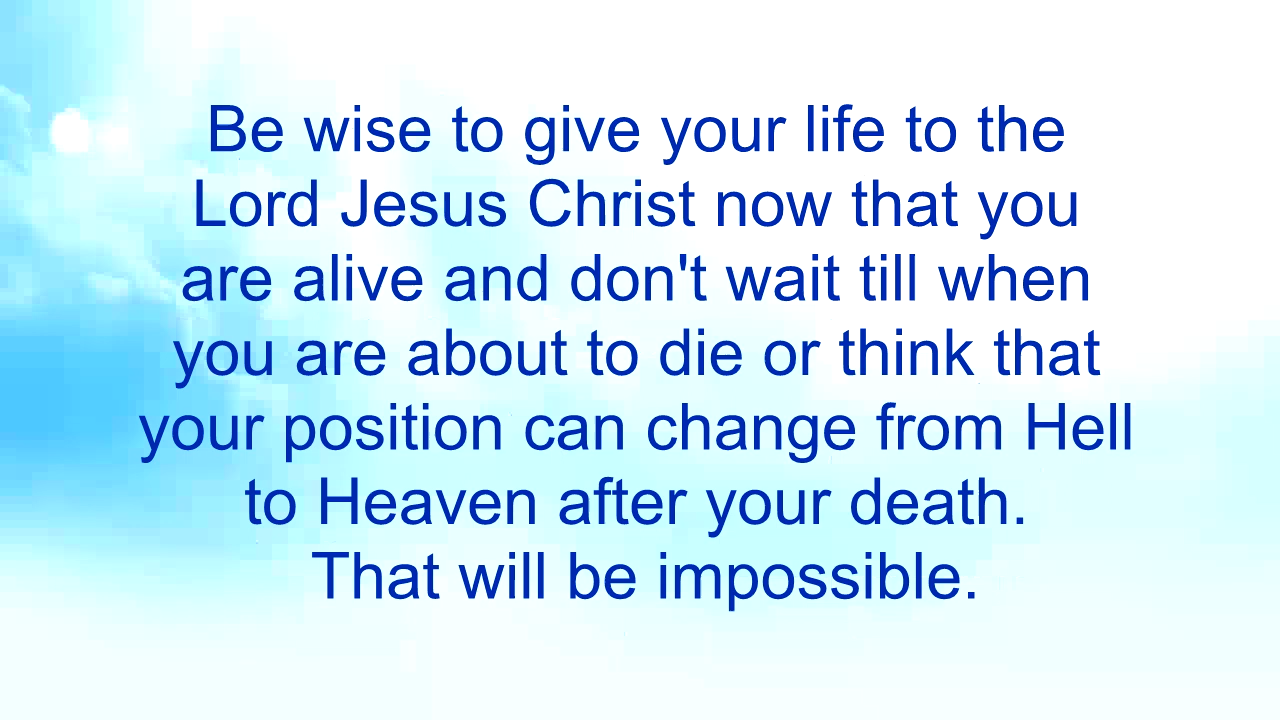 Be wise to give your life to the
Lord Jesus Christ now that you
are alive and don't wait till when
you are about to die or think that
your position can change from Hell
to Heaven after your death.
That will be impossible.